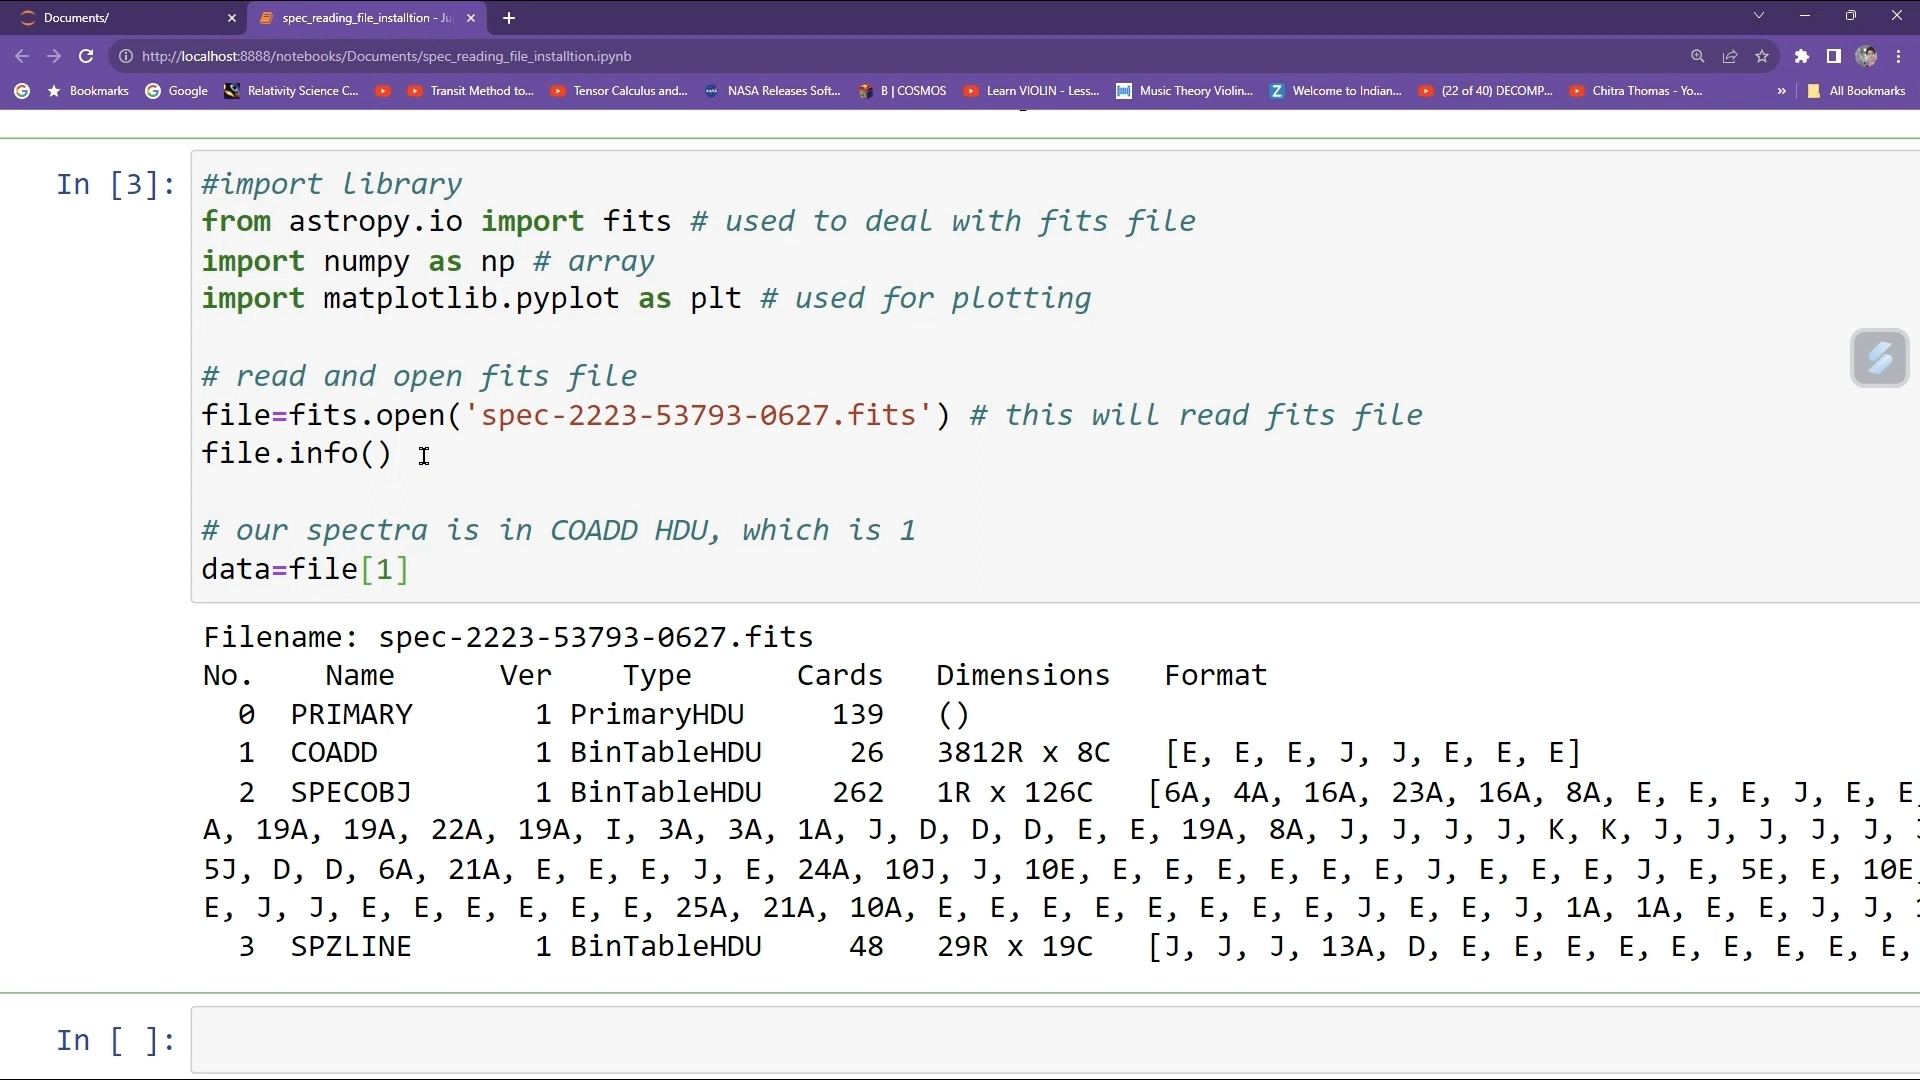 Documents/
spec_reading_file_installtion - Ju
http://localhost:8888/notebooks/Documents/spec_reading_file_installtion.ipynb
Bookmarks Google Relativity Science C... Transit Method to... Tensor Calculus and... NASA Releases Soft... B | COSMOS Learn VIOLIN - Less... Music Theory Violin... Welcome to Indian... (22 of 40) DECOMP... Chitra Thomas - Yo... » All Bookmarks
In [3]:
#import library
from astropy.io import fits # used to deal with fits file
import numpy as np # array
import matplotlib.pyplot as plt # used for plotting
# read and open fits file
file=fits.open('spec-2223-53793-0627.fits') # this will read fits file
file.info()
# our spectra is in COADD HDU, which is 1
data=file[1]
Filename: spec-2223-53793-0627.fits
No. Name Ver Type Cards Dimensions Format
0 PRIMARY 1 PrimaryHDU 139 ()
1 COADD 1 BinTableHDU 26 3812R x 8C [E, E, E, J, J, E, E, E]
2 SPECOBJ 1 BinTableHDU 262 1R x 126C [6A, 4A, 16A, 23A, 16A, 8A, E, E, E, J, E, E,
A, 19A, 19A, 22A, 19A, I, 3A, 3A, 1A, J, D, D, D, E, E, 19A, 8A, J, J, J, J, K, K, J, J, J, J, J,
5J, D, D, 6A, 21A, E, E, E, J, E, 24A, 10J, J, 10E, E, E, E, E, E, E, J, E, E, E, J, E, 5E, E, 10E,
E, J, J, E, E, E, E, E, E, 25A, 21A, 10A, E, E, E, E, E, E, E, E, J, E, E, J, 1A, 1A, E, E, J, J,
3 SPZLINE 1 BinTableHDU 48 29R x 19C [J, J, J, 13A, D, E, E, E, E, E, E, E, E, E,
In [ ]: